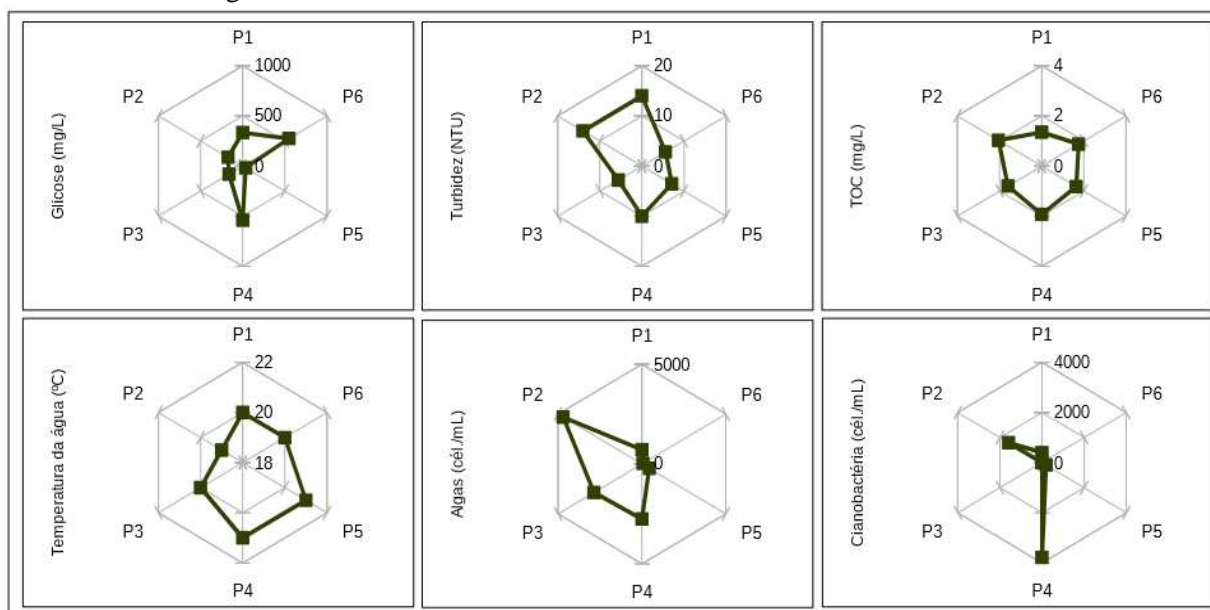 g
P1
1000
P2
P6
500
0
P3
P5
P4
Glicose (mg/L)
P1
20
P2
P6
10
0
P3
P5
P4
Turbidez (NTU)
P1
4
P2
P6
2
0
P3
P5
P4
TOC (mg/L)
P1
22
P2
P6
20
18
P3
P5
P4
Temperatura da água (ºC)
P1
5000
P2
P6
0
P3
P5
P4
Algas (cél./mL)
P1
4000
P2
P6
2000
0
P3
P5
P4
Cianobactéria (cél./mL)